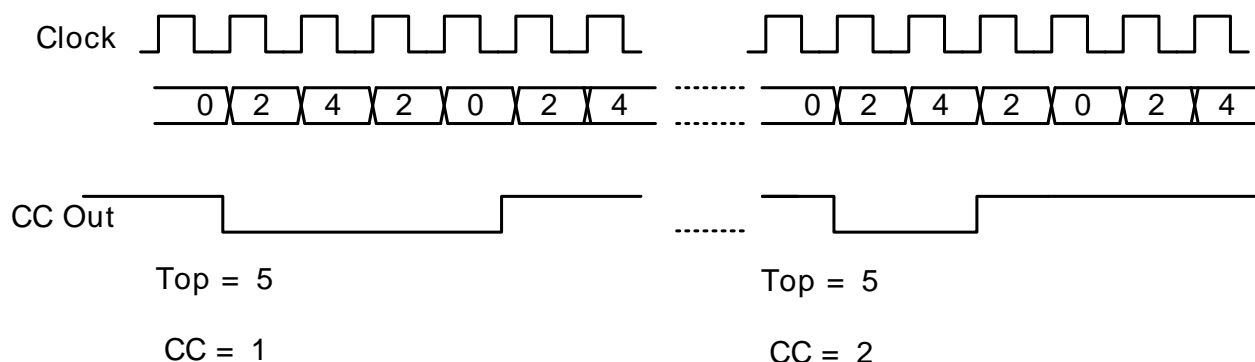 Clock
0 2 4 2 0 2 4 0 2 4 2 0 2 4
CC Out
Top = 5 Top = 5
CC = 1 CC = 2